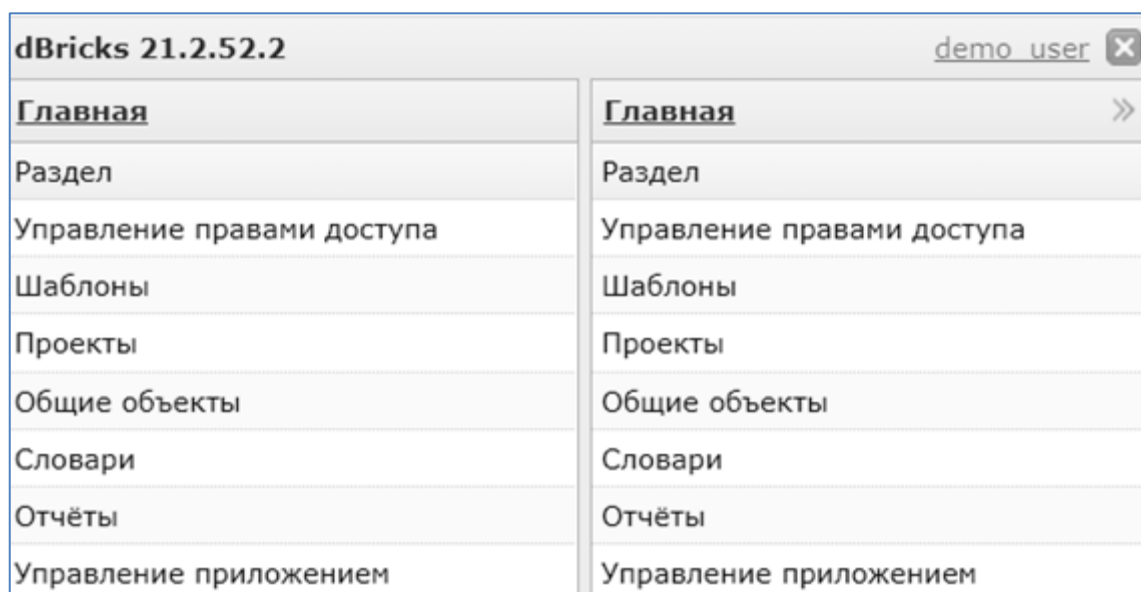 dBricks 21.2.52.2 demo_user
Главная
Раздел
Управление правами доступа
Шаблоны
Проекты
Общие объекты
Словари
Отчёты
Управление приложением
Главная
Раздел
Управление правами доступа
Шаблоны
Проекты
Общие объекты
Словари
Отчёты
Управление приложением